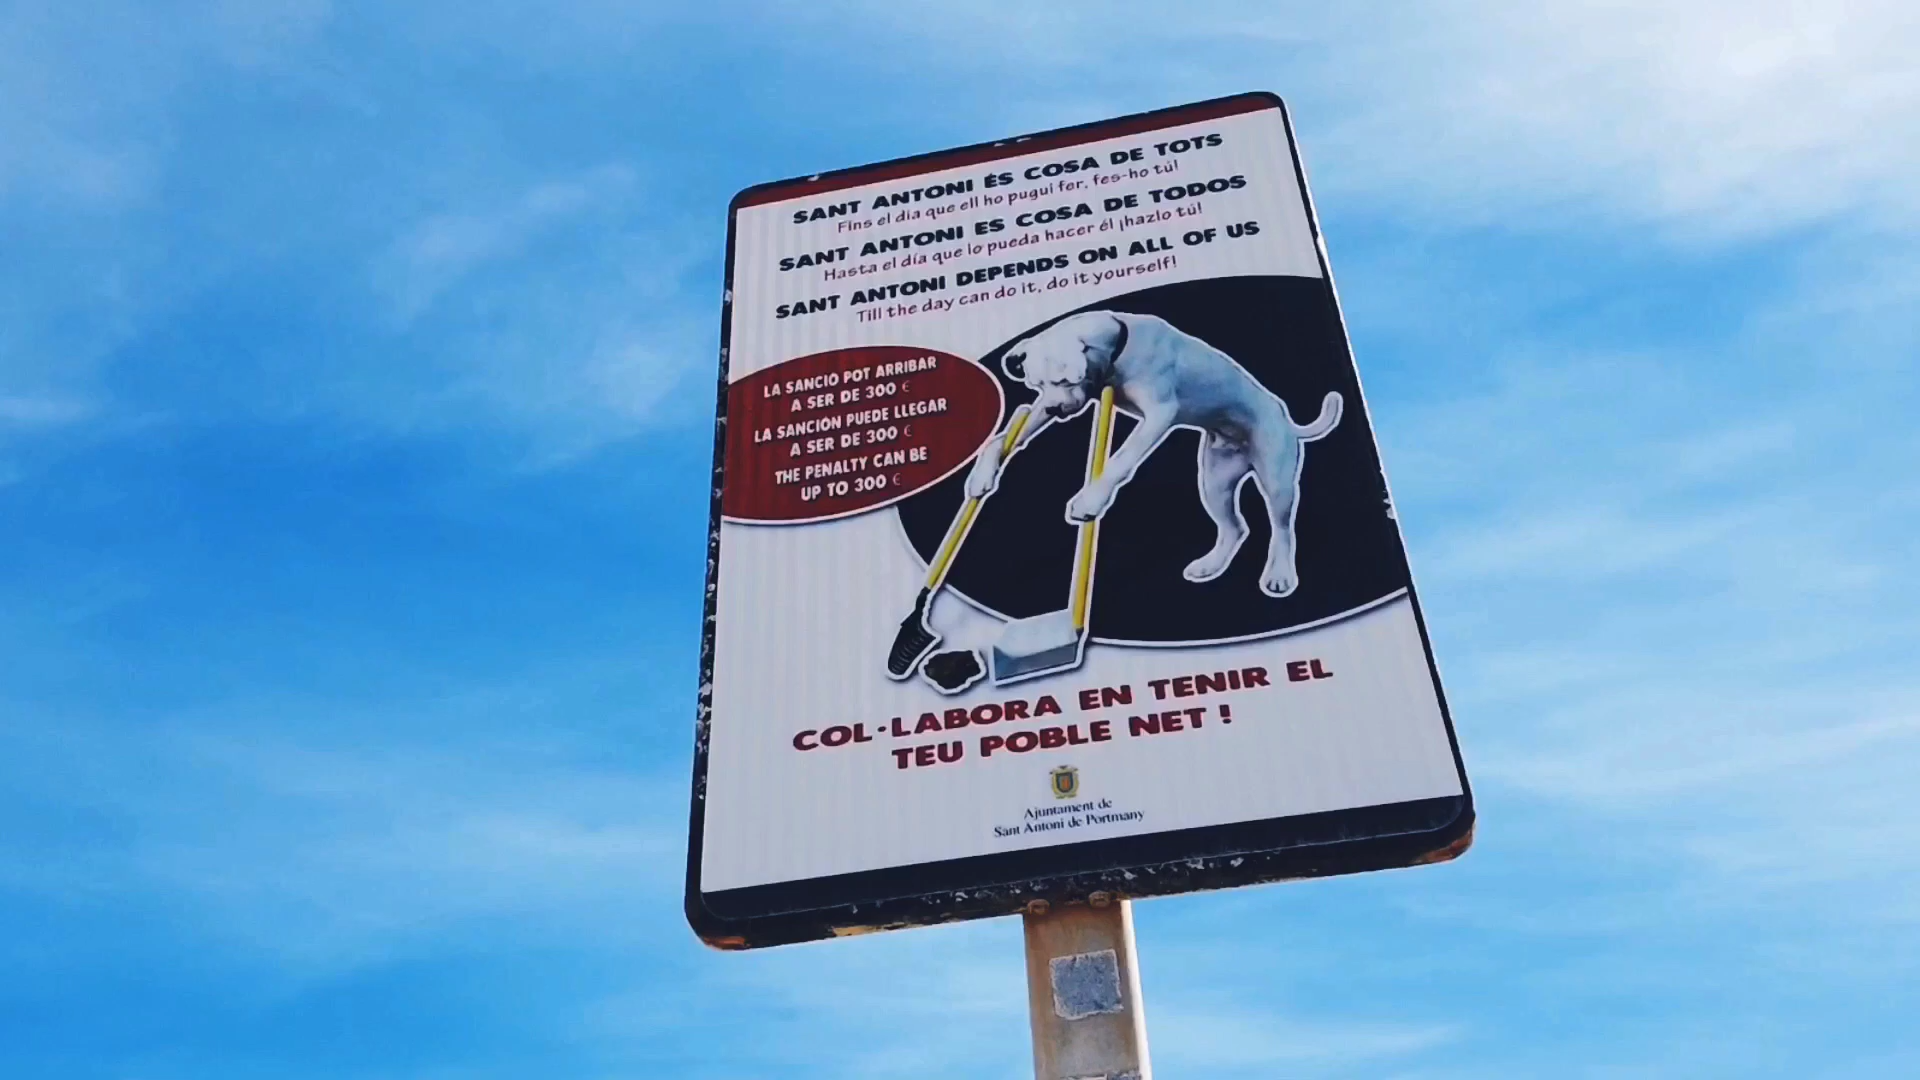 SANT ANTONI ÉS COSA DE TOTS
Fins el dia que ell ho pugui fer, fes-ho tú!
SANT ANTONI ES COSA DE TODOS
Hasta el día que lo pueda hacer él ¡hazlo tú!
SANT ANTONI DEPENDS ON ALL OF US
Till the day can do it, do it yourself!
LA SANCIÓ POT ARRIBAR
A SER DE 300 €
LA SANCIÓN PUEDE LLEGAR
A SER DE 300 €
THE PENALTY CAN BE
UP TO 300 €
COL·LABORA EN TENIR EL
TEU POBLE NET !
Ajuntament de
Sant Antoni de Portmany